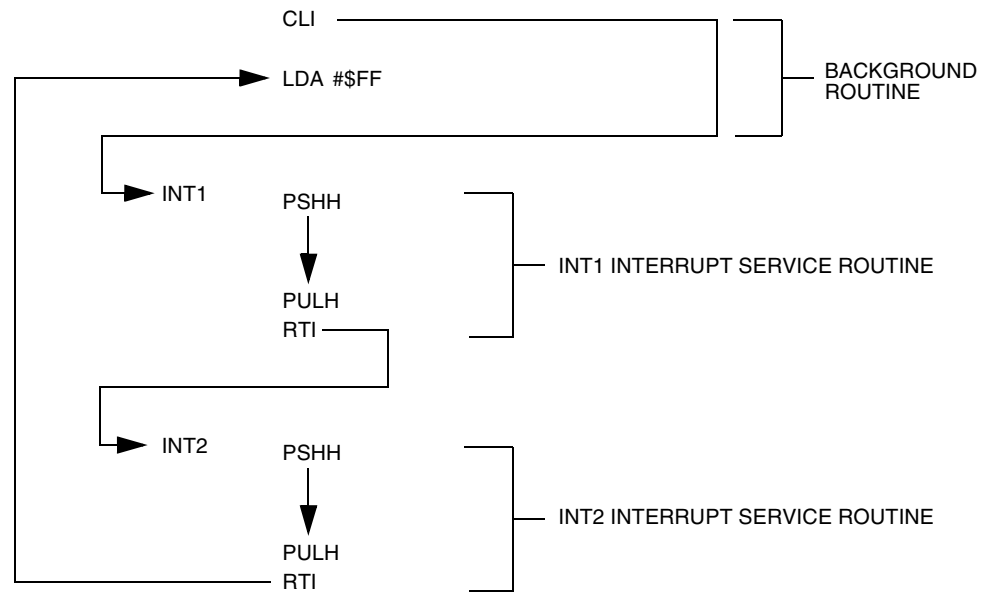 CLI
LDA #$FF
BACKGROUND
ROUTINE
INT1
PSHH
INT1 INTERRUPT SERVICE ROUTINE
PULH
RTI
INT2
PSHH
INT2 INTERRUPT SERVICE ROUTINE
PULH
RTI